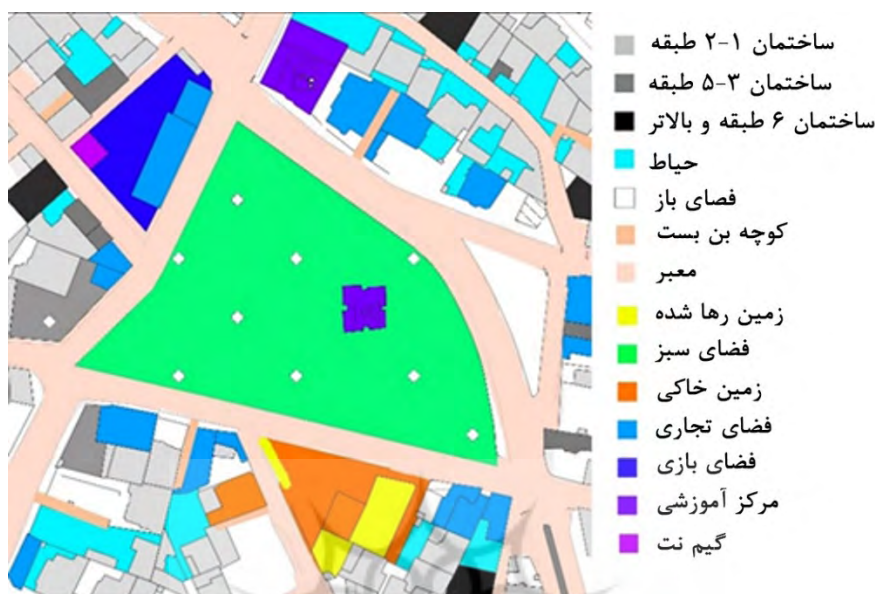 ساختمان ۱-۲ طبقه
ساختمان ۳-۵ طبقه
ساختمان ۶ طبقه و بالاتر
حیاط
فصای باز
کوچه بن بست
معبر
زمین رها شده
فضای سبز
زمین خاکی
فضای تجاری
فضای بازی
مرکز آموزشی
گیم نت